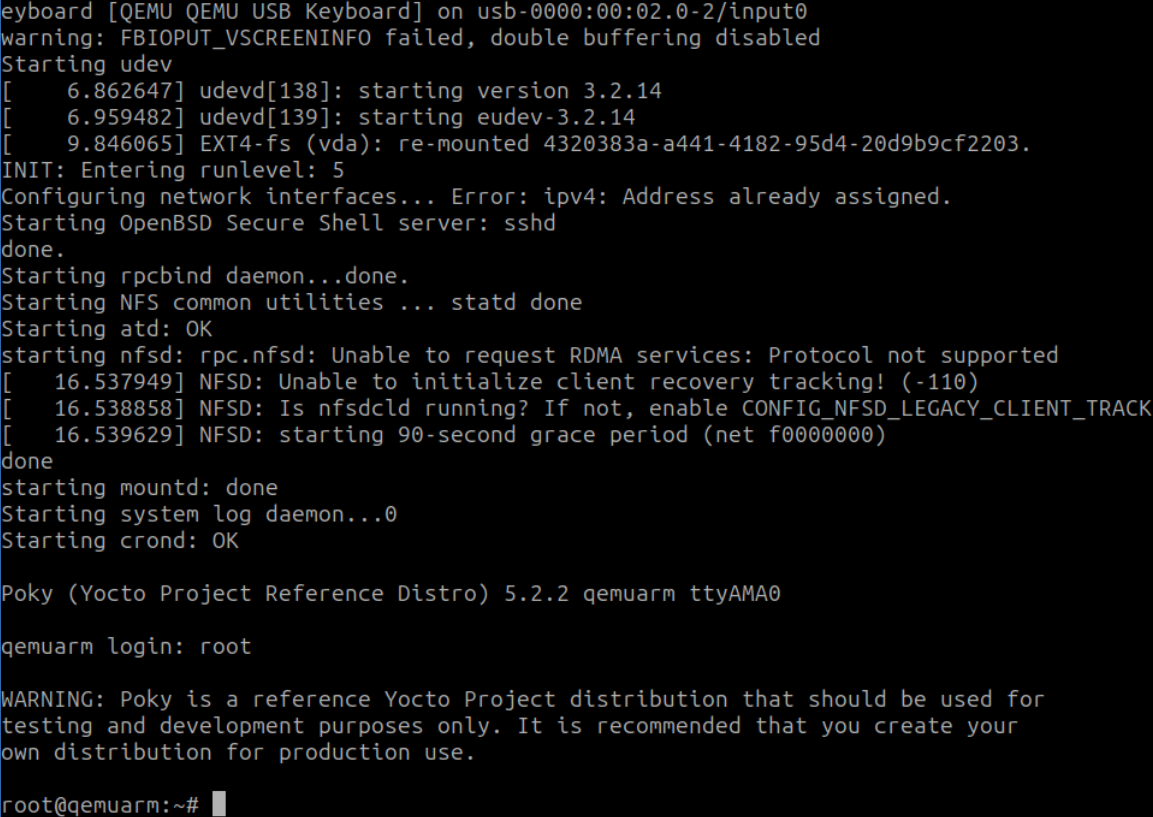 eyboard [QEMU QEMU USB Keyboard] on usb-0000:00:02.0-2/input0
warning: FBIOPUT_VSCREENINFO failed, double buffering disabled
Starting udev
[    6.862647] udevd[138]: starting version 3.2.14
[    6.959482] udevd[139]: starting eudev-3.2.14
[    9.846065] EXT4-fs (vda): re-mounted 4320383a-a441-4182-95d4-20d9b9cf2203.
INIT: Entering runlevel: 5
Configuring network interfaces... Error: ipv4: Address already assigned.
Starting OpenBSD Secure Shell server: sshd
done.
Starting rpcbind daemon...done.
Starting NFS common utilities ... statd done
Starting atd: OK
starting nfsd: rpc.nfsd: Unable to request RDMA services: Protocol not supported
[   16.537949] NFSD: Unable to initialize client recovery tracking! (-110)
[   16.538858] NFSD: Is nfsdcld running? If not, enable CONFIG_NFSD_LEGACY_CLIENT_TRACK
[   16.539629] NFSD: starting 90-second grace period (net f0000000)
done
starting mountd: done
Starting system log daemon...0
Starting crond: OK

Poky (Yocto Project Reference Distro) 5.2.2 qemuarm ttyAMA0

qemuarm login: root

WARNING: Poky is a reference Yocto Project distribution that should be used for
testing and development purposes only. It is recommended that you create your
own distribution for production use.

root@qemuarm:~#